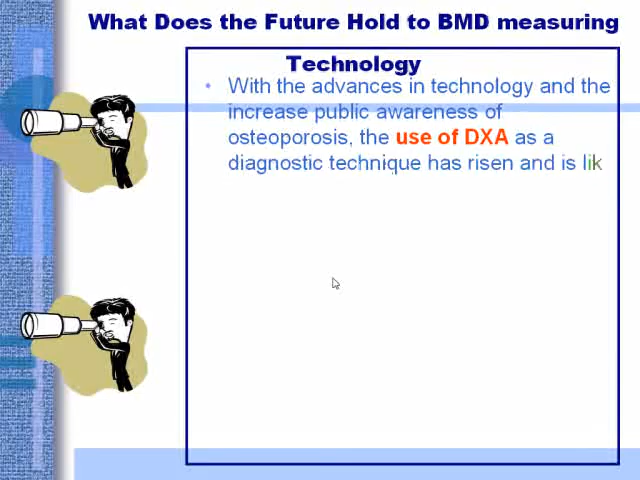 What Does the Future Hold to BMD measuring
Technology
• With the advances in technology and the
increase public awareness of
osteoporosis, the use of DXA as a
diagnostic technique has risen and is lik